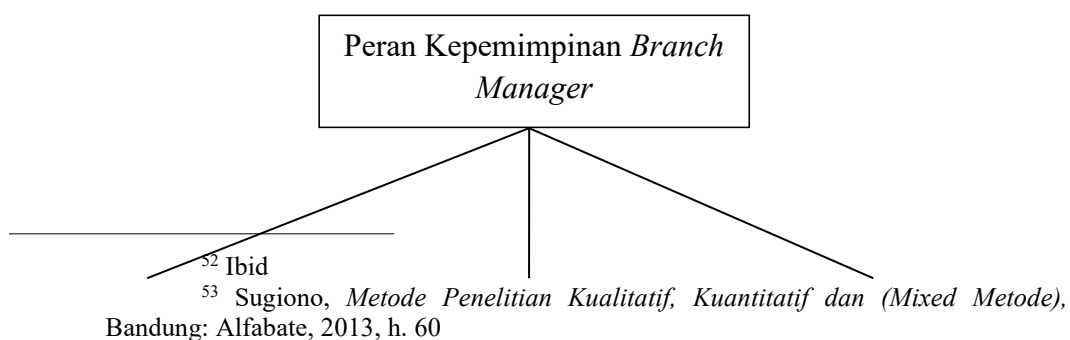 Peran Kepemimpinan Branch
Manager
52 Ibid
53 Sugiono, Metode Penelitian Kualitatif, Kuantitatif dan (Mixed Metode),
Bandung: Alfabate, 2013, h. 60